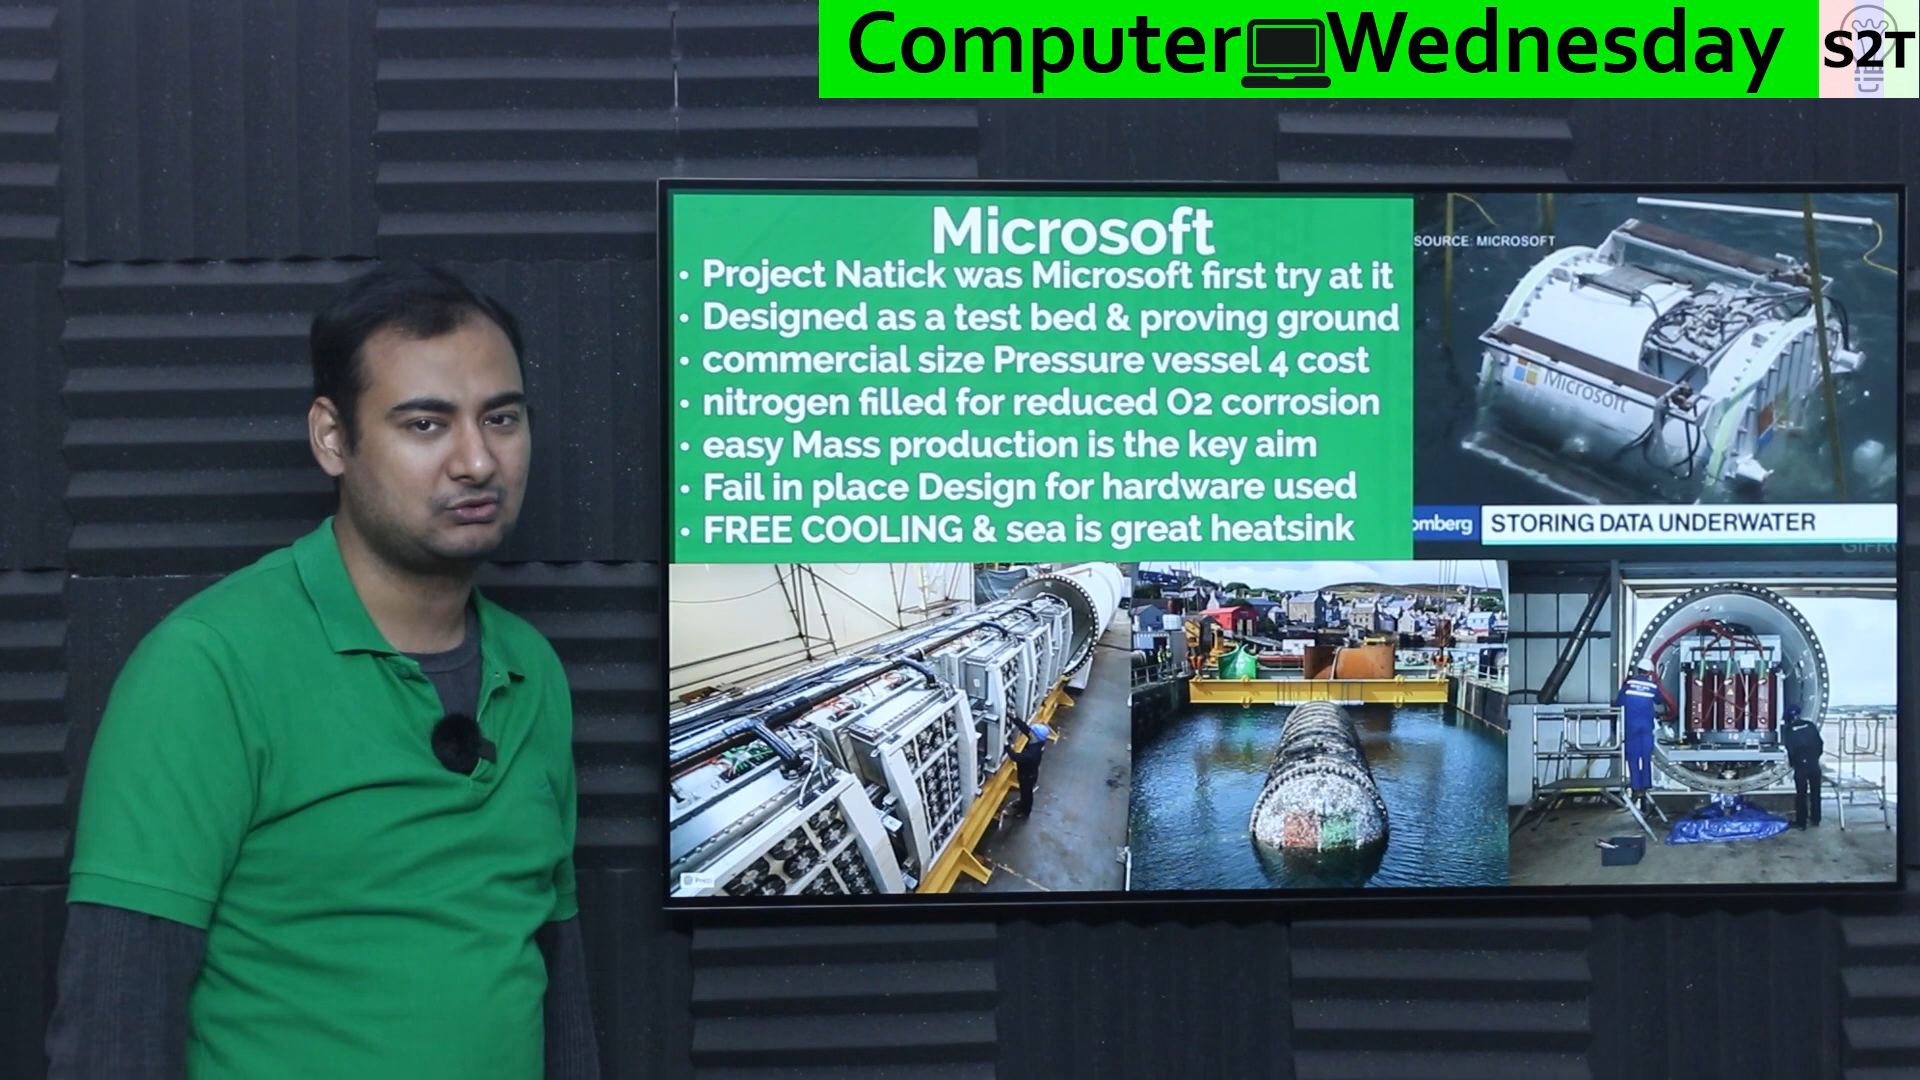 Computer Wednesday
S2T
Microsoft
• Project Natick was Microsoft first try at it
• Designed as a test bed & proving ground
• commercial size Pressure vessel 4 cost
• nitrogen filled for reduced O2 corrosion
• easy Mass production is the key aim
• Fail in place Design for hardware used
• FREE COOLING & sea is great heatsink
SOURCE: MICROSOFT
Microsoft
omberg
STORING DATA UNDERWATER